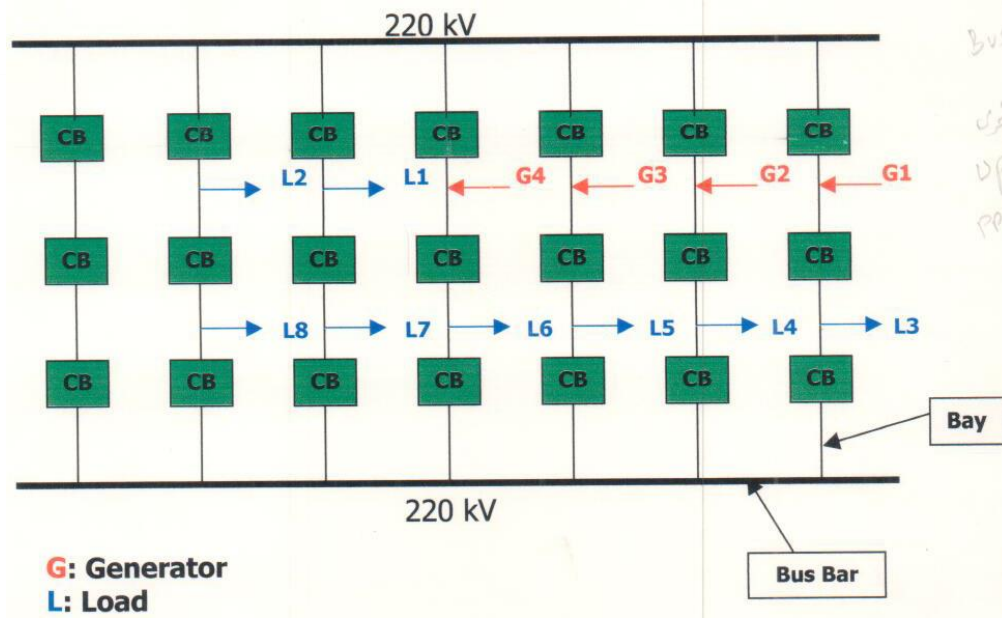 220 kV
CB CB CB CB CB CB CB
L2 L1 G4 G3 G2 G1
CB CB CB CB CB CB CB
L8 L7 L6 L5 L4 L3
CB CB CB CB CB CB CB
Bay
220 kV
Bus Bar
G: Generator
L: Load